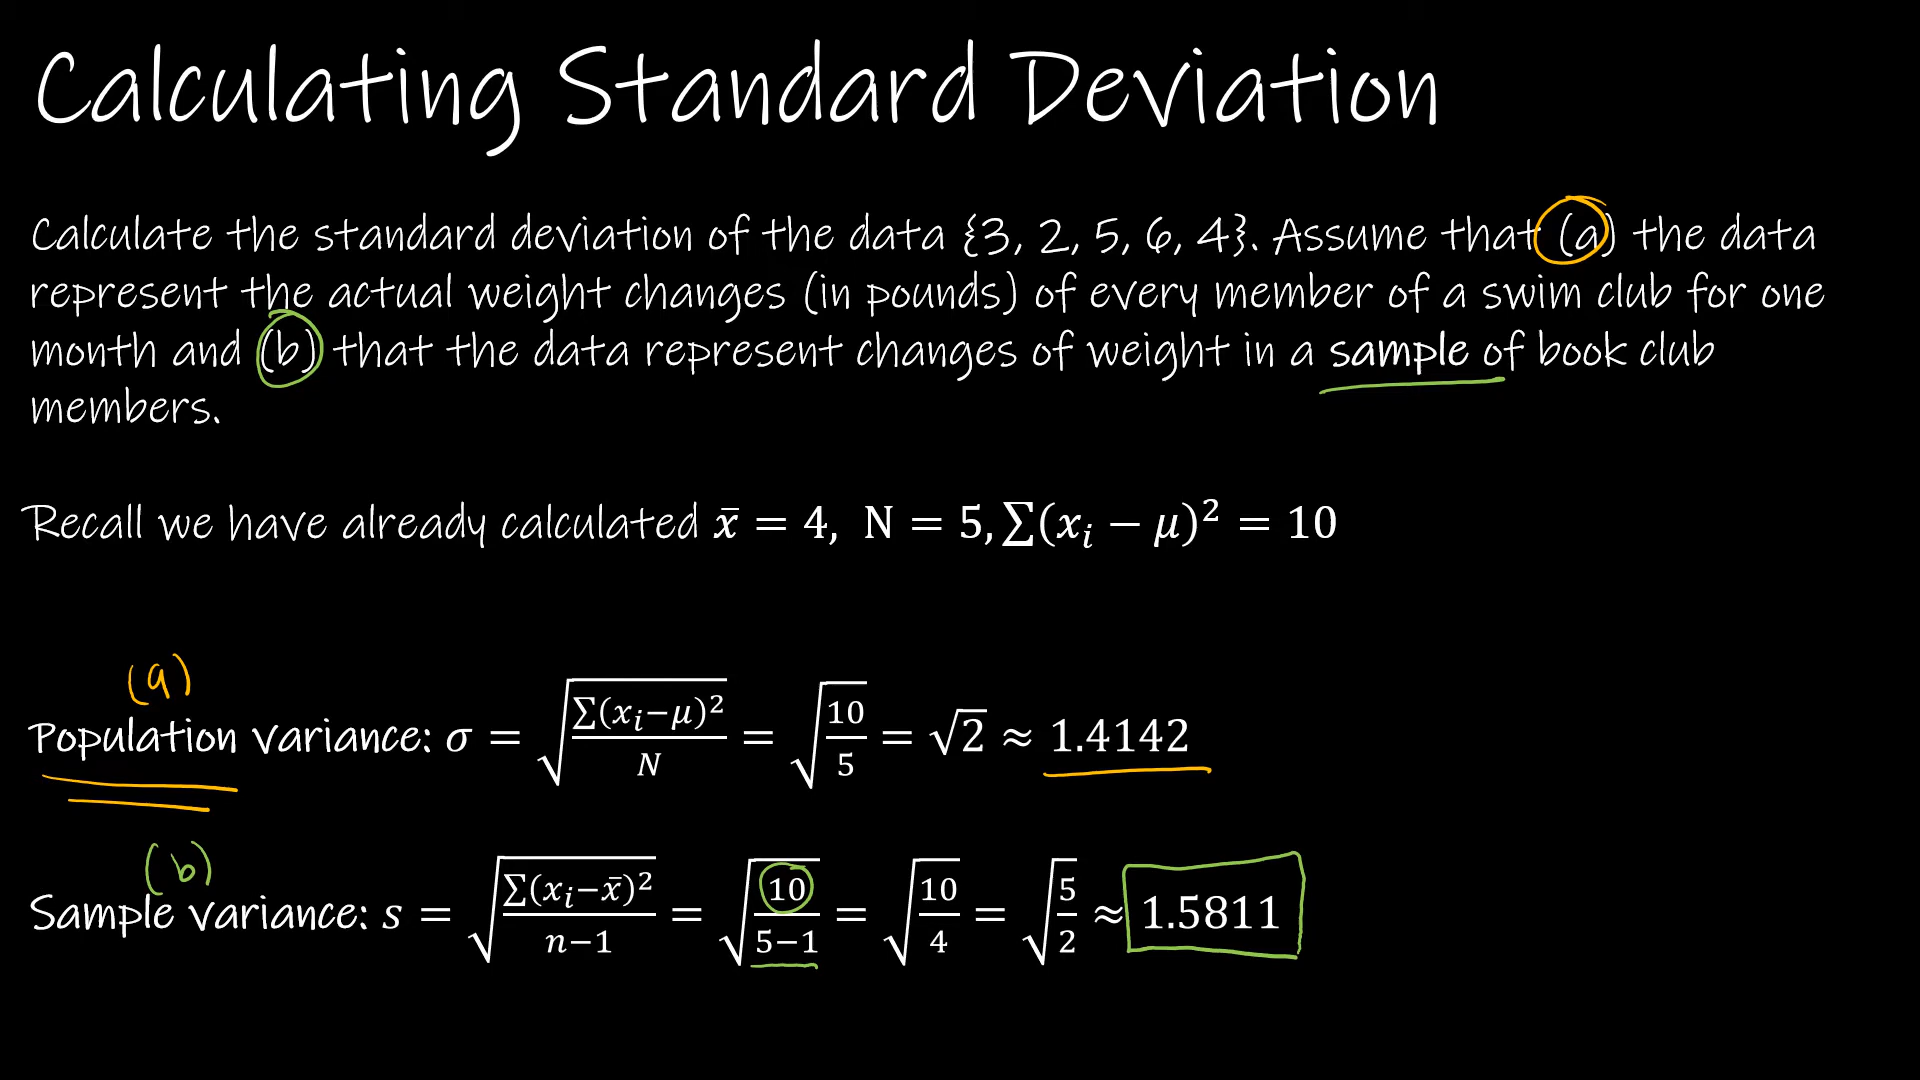 Calculating Standard Deviation
Calculate the standard deviation of the data {3, 2, 5, 6, 4}. Assume that (a) the data
represent the actual weight changes (in pounds) of every member of a swim club for one
month and (b) that the data represent changes of weight in a sample of book club
members.
Recall we have already calculated x̄ = 4, N = 5, ∑(xᵢ − μ)² = 10
(a)
Population variance: σ = √(∑(xᵢ−μ)²/N) = √(10/5) = √2 ≈ 1.4142
(b)
Sample variance: s = √(∑(xᵢ−x̄)²/(n−1)) = √(10/(5−1)) = √(10/4) = √(5/2) ≈ 1.5811